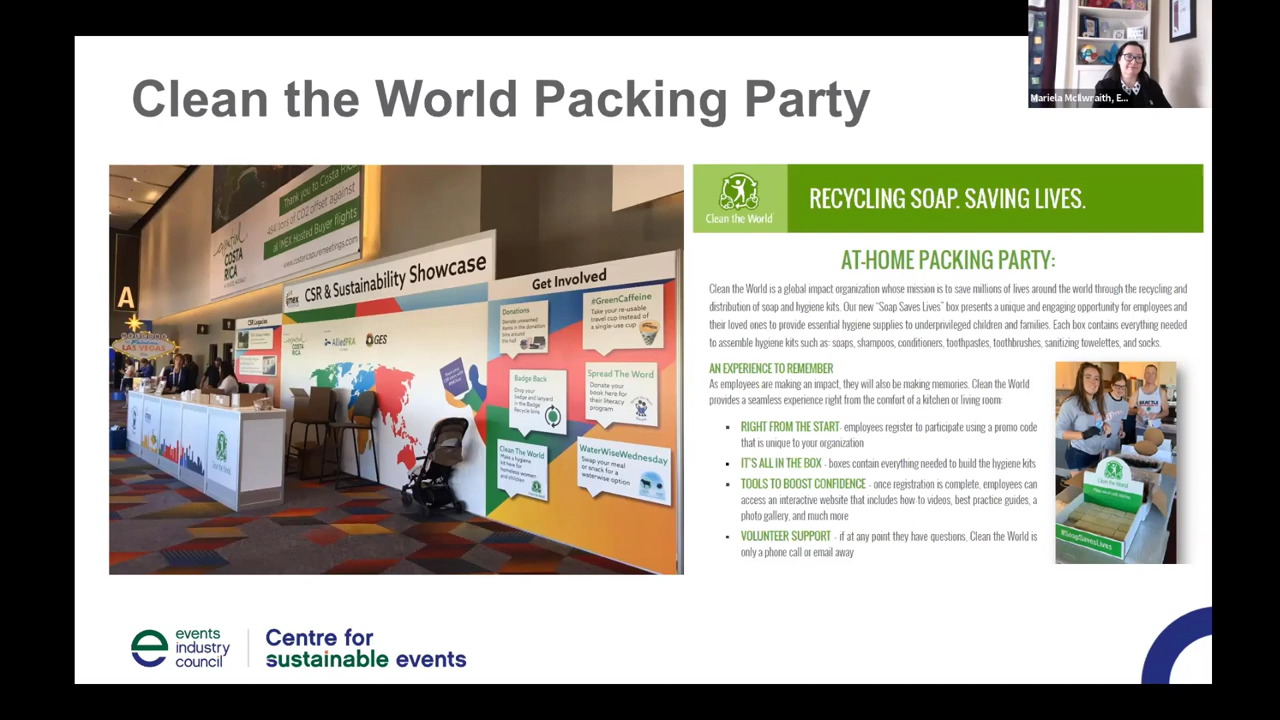 Clean the World Packing Party
Mariela McIlwraith, E...
Thank you to Costa Rica
454 tons of CO2 offset against
all IMEX Hosted Buyer flights
www.costaricapuremeetings.com
essential
COSTA
RICA
A
LAS VEGAS
imex
CSR & Sustainability Showcase
COSTA
RICA
AlliedPRA
GES
Get Involved
Donations
Donate unwanted
items in the donation
bins around
the hall
#GreenCaffeine
Take your re-usable
travel cup instead of
a single-use cup
Badge Back
Drop your
badge and lanyard
in the Badge
Recycle bins
Spread The Word
Donate your
book here for
their literacy
program
Clean The World
Make a hygiene
kit here for
homeless women
and children
WaterWiseWednesday
Swap your meal
or snack for a
waterwise option
Clean the World
RECYCLING SOAP. SAVING LIVES.
AT-HOME PACKING PARTY:
Clean the World is a global impact organization whose mission is to save millions of lives around the world through the recycling and
distribution of soap and hygiene kits. Our new "Soap Saves Lives" box presents a unique and engaging opportunity for employees and
their loved ones to provide essential hygiene supplies to underprivileged children and families. Each box contains everything needed
to assemble hygiene kits such as: soaps, shampoos, conditioners, toothpastes, toothbrushes, sanitizing towelettes, and socks.
AN EXPERIENCE TO REMEMBER
As employees are making an impact, they will also be making memories. Clean the World
provides a seamless experience right from the comfort of a kitchen or living room:
▪ RIGHT FROM THE START- employees register to participate using a promo code
that is unique to your organization
▪ IT'S ALL IN THE BOX - boxes contain everything needed to build the hygiene kits
▪ TOOLS TO BOOST CONFIDENCE - once registration is complete, employees can
access an interactive website that includes how to videos, best practice guides, a
photo gallery, and much more
▪ VOLUNTEER SUPPORT - if at any point they have questions, Clean the World is
only a phone call or email away
Clean the World
#SoapSavesLives
events
industry
council
Centre for
sustainable events